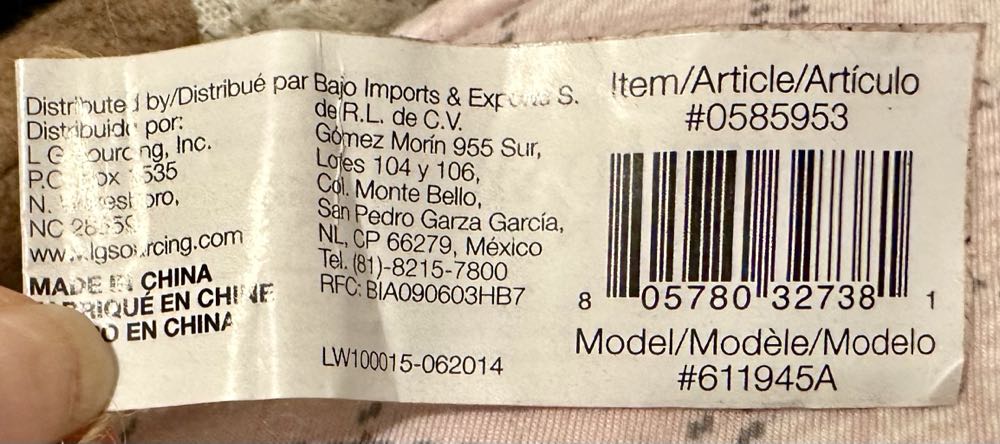 Distributed by/Distribué par
Distribuido por:
LG Sourcing, Inc.
P.O. Box 1535
N.
NC
www.lgsourcing.com
MADE IN CHINA
FABRIQUÉ EN CHINE
EN CHINA
Bajo Imports & Exports S.
de R.L. de C.V.
Gómez Morín 955 Sur,
Lotes 104 y 106,
Col. Monte Bello,
San Pedro Garza García,
NL, CP 66279, México
Tel. (81)-8215-7800
RFC: BIA090603HB7
LW100015-062014
Item/Article/Artículo
#0585953
8 05780 32738 1
Model/Modèle/Modelo
#611945A